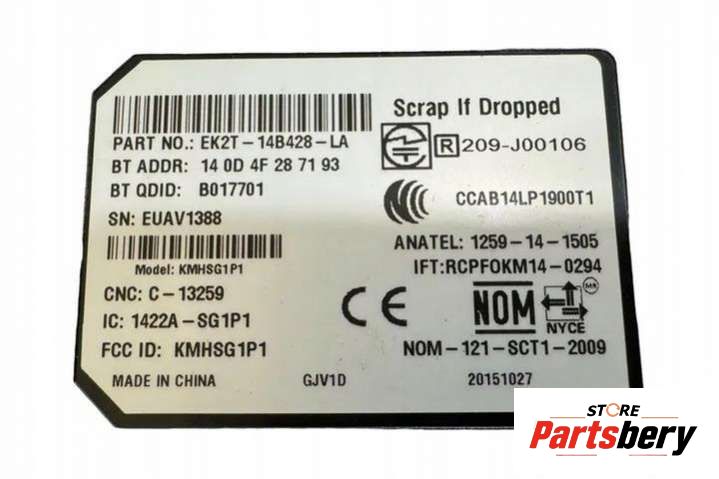 Scrap If Dropped
PART NO.: EK2T-14B428-LA
R 209-J00106
BT ADDR: 14 0D 4F 28 71 93
BT QDID: B017701
CCAB14LP1900T1
SN: EUAV1388
ANATEL: 1259-14-1505
Model: KMHSG1P1
IFT:RCPFOKM14-0294
CNC: C-13259
CE
NOM
MR
NYCE
IC: 1422A-SG1P1
FCC ID: KMHSG1P1
NOM-121-SCT1-2009
MADE IN CHINA
GJV1D
20151027
STORE
Partsbery